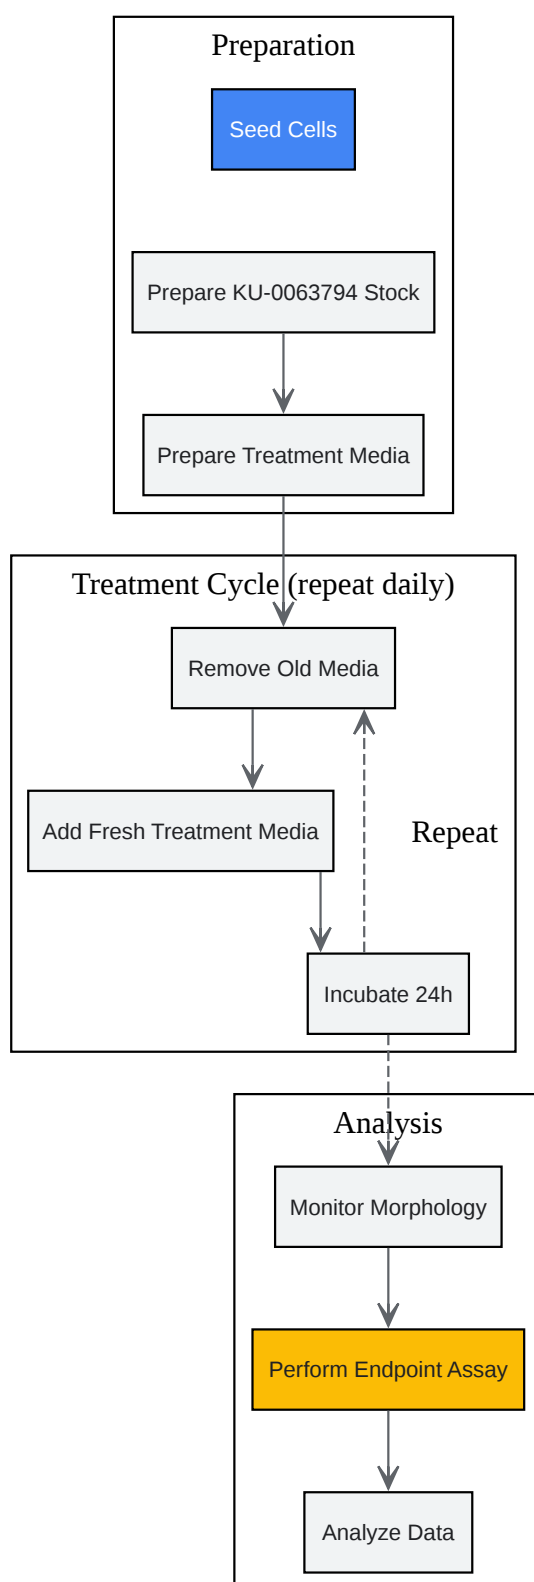 Preparation
Seed Cells
Prepare KU-0063794 Stock
Prepare Treatment Media
Treatment Cycle (repeat daily)
Remove Old Media
Add Fresh Treatment Media
Repeat
Incubate 24h
Analysis
Monitor Morphology
Perform Endpoint Assay
Analyze Data